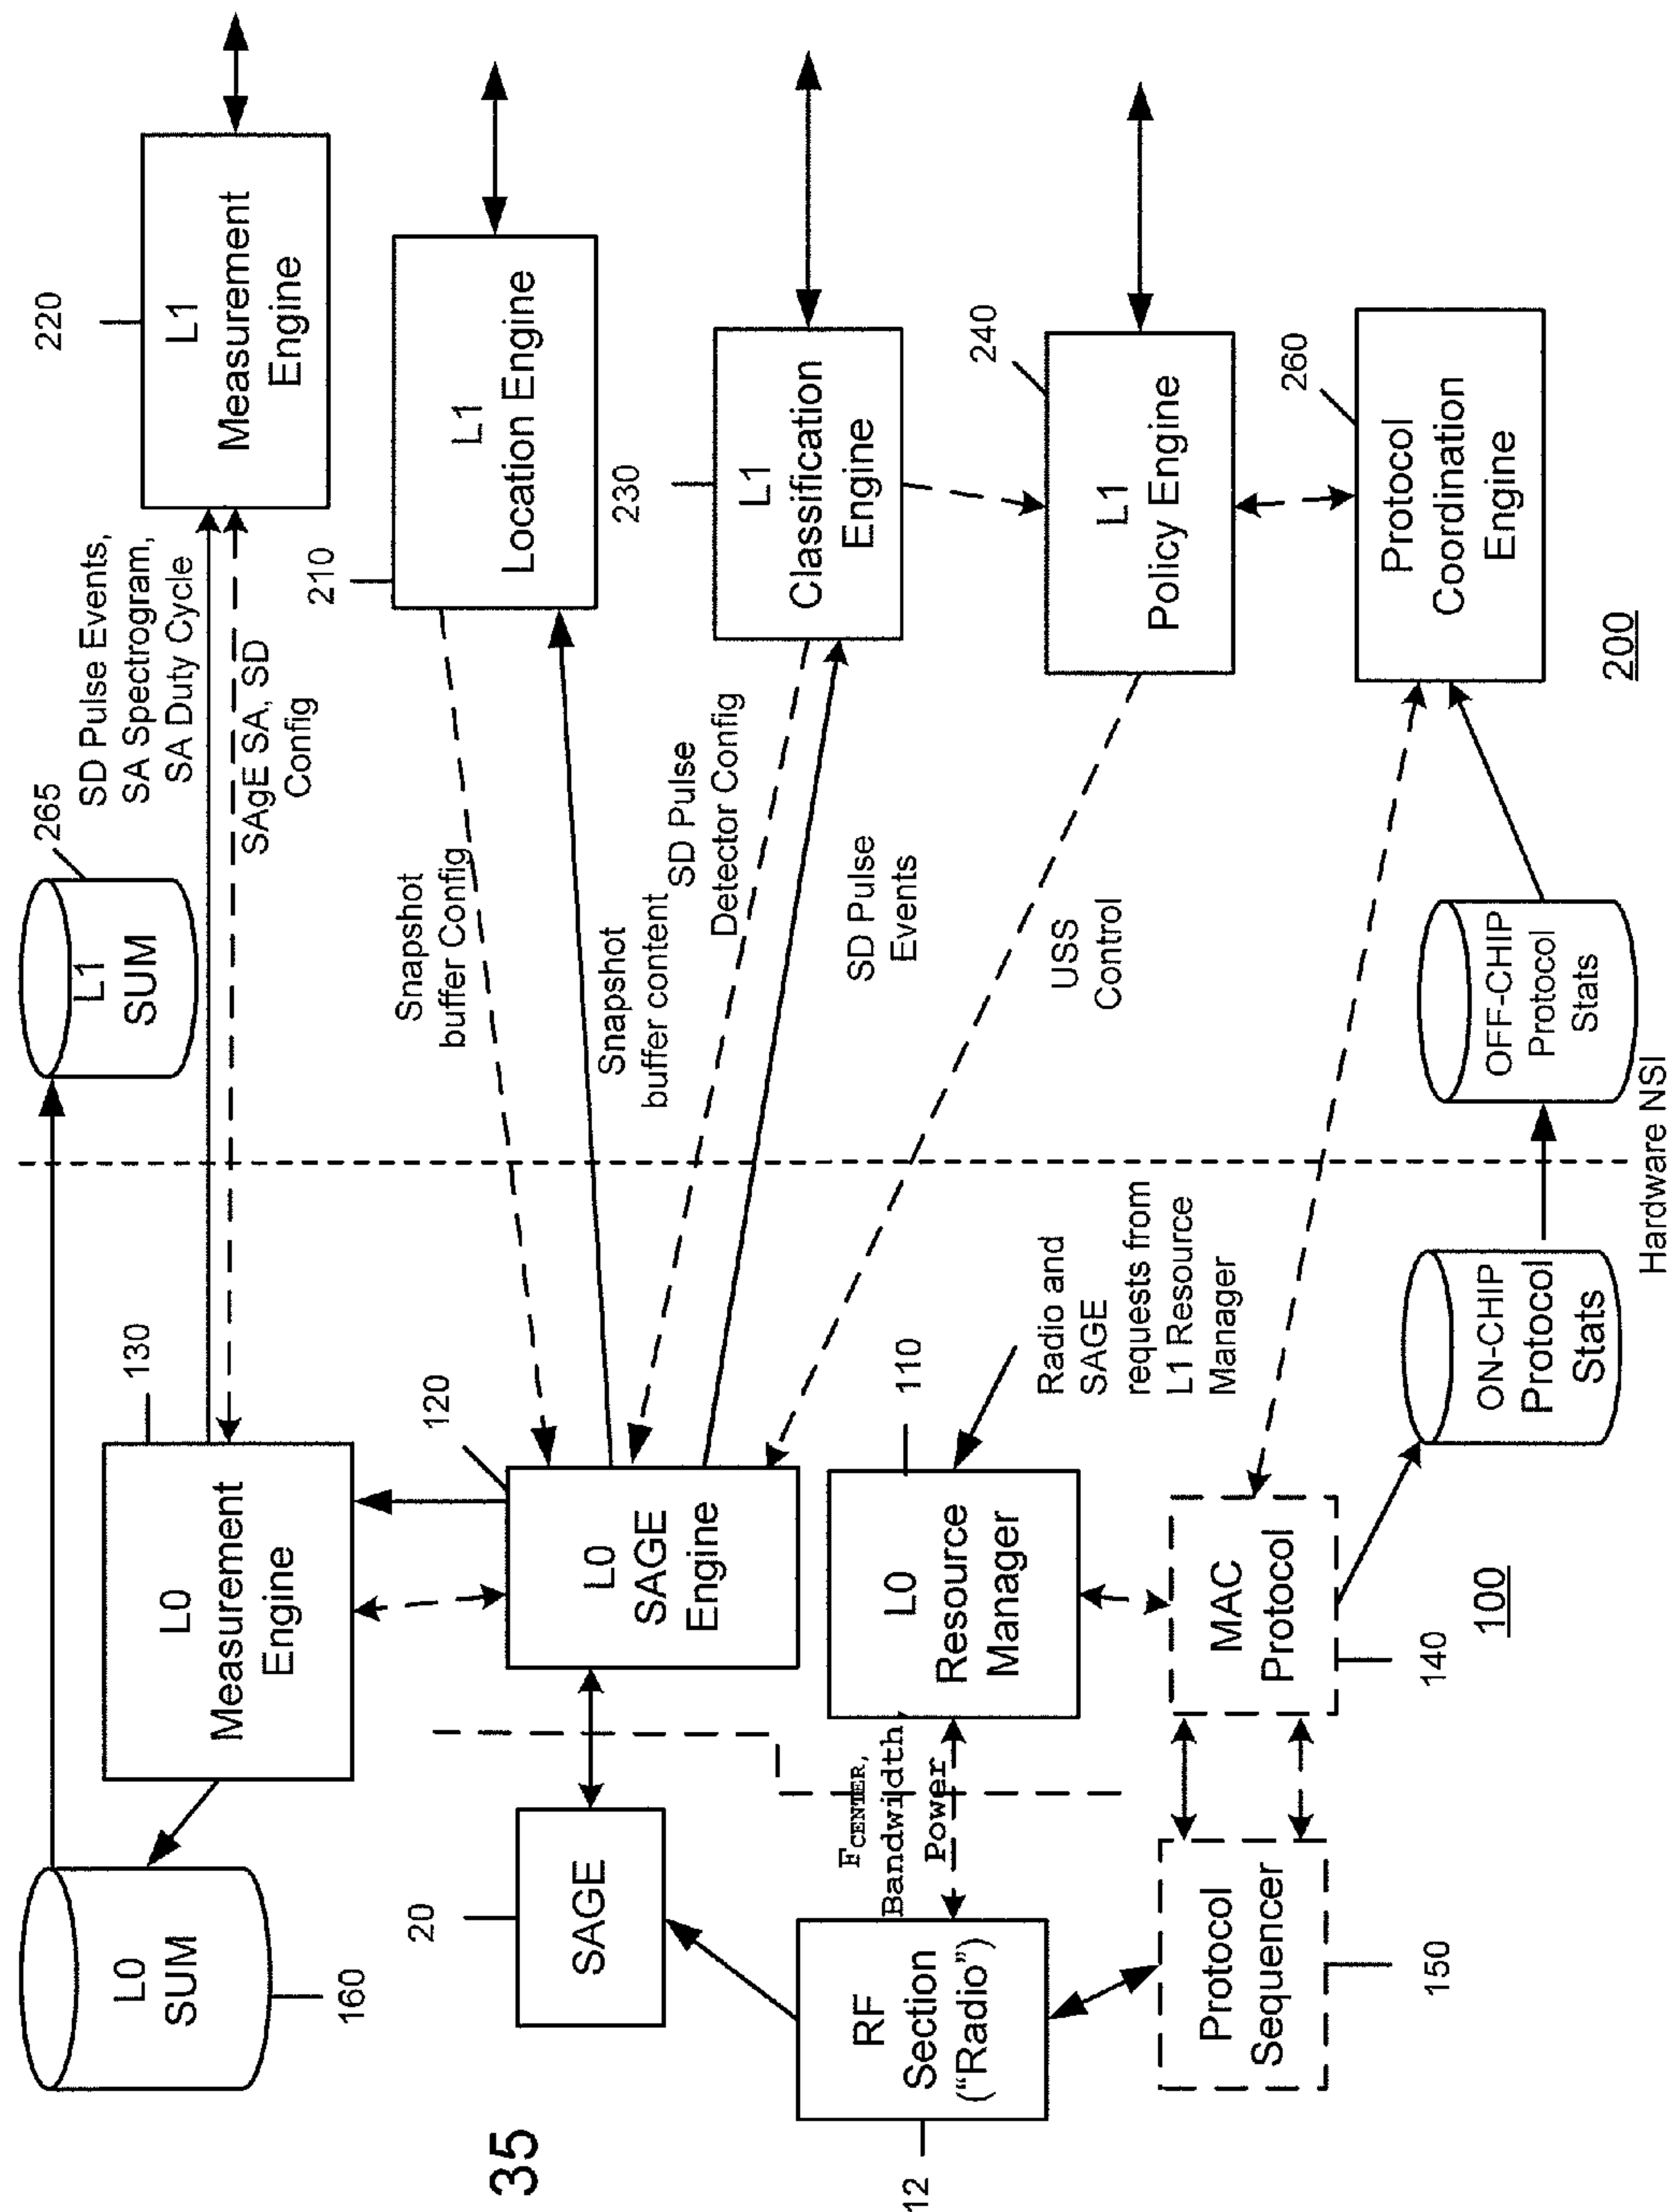 35
L0
SUM
160
L0
Measurement
Engine
130
L1
SUM
265
SD Pulse Events,
SA Spectrogram,
SA Duty Cycle
SAgE SA, SD
Config
L1
Measurement
Engine
220
SAGE
20
L0
SAGE
Engine
120
Snapshot
buffer Config
Snapshot
buffer content
L1
Location Engine
210
SD Pulse
Detector Config
SD Pulse
Events
L1
Classification
Engine
230
RF
Section
("Radio")
12
FCENTER,
Bandwidth
Power
L0
Resource
Manager
110
Radio and
SAGE
requests from
L1 Resource
Manager
USS
Control
L1
Policy Engine
240
Protocol
Sequencer
150
MAC
Protocol
140
Protocol
Coordination
Engine
260
ON-CHIP
Protocol
Stats
OFF-CHIP
Protocol
Stats
100
200
Hardware NSI